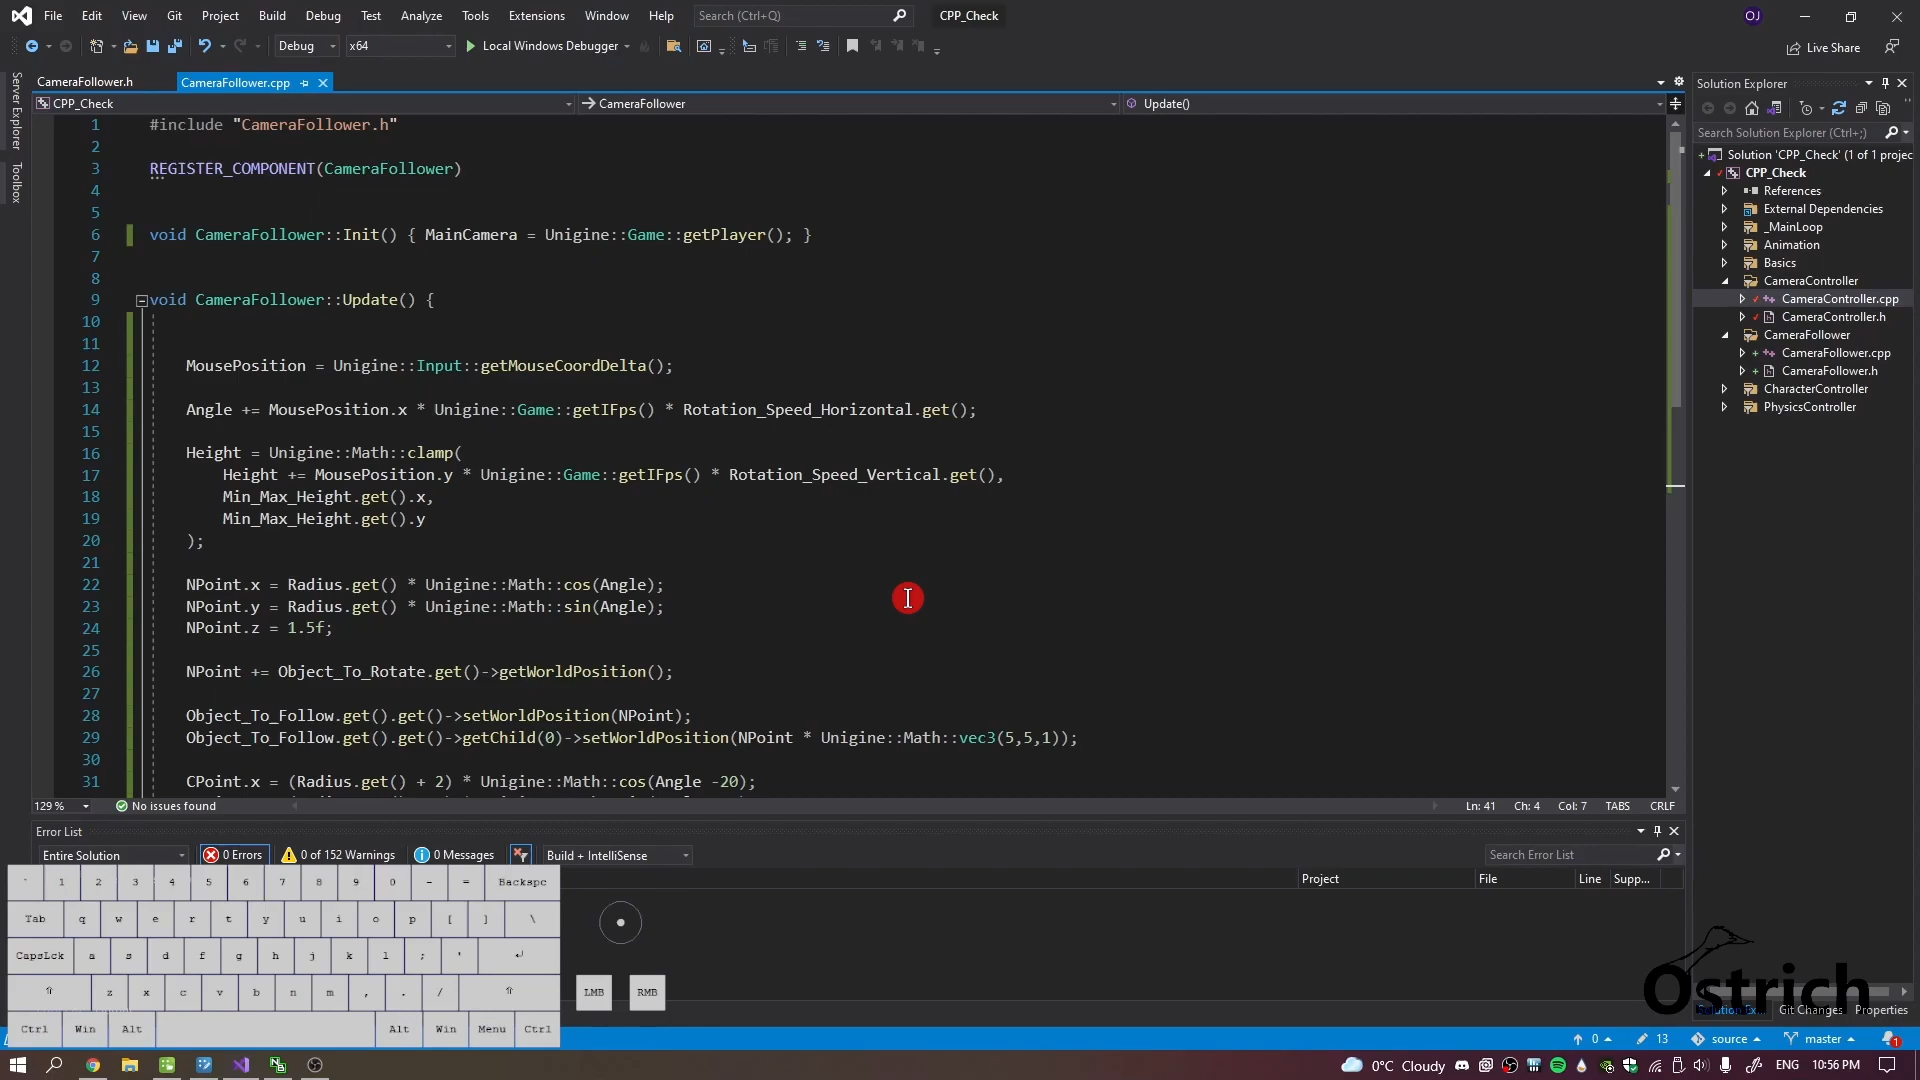 File Edit View Git Project Build Debug Test Analyze Tools Extensions Window Help Search (Ctrl+Q) CPP_Check OJ
Debug x64 Local Windows Debugger Live Share
Server Explorer
Toolbox
CameraFollower.h CameraFollower.cpp
CPP_Check CameraFollower Update()
1 #include "CameraFollower.h"
2
3 REGISTER_COMPONENT(CameraFollower)
4
5
6 void CameraFollower::Init() { MainCamera = Unigine::Game::getPlayer(); }
7
8
9 void CameraFollower::Update() {
10
11
12 MousePosition = Unigine::Input::getMouseCoordDelta();
13
14 Angle += MousePosition.x * Unigine::Game::getIFps() * Rotation_Speed_Horizontal.get();
15
16 Height = Unigine::Math::clamp(
17 Height += MousePosition.y * Unigine::Game::getIFps() * Rotation_Speed_Vertical.get(),
18 Min_Max_Height.get().x,
19 Min_Max_Height.get().y
20 );
21
22 NPoint.x = Radius.get() * Unigine::Math::cos(Angle);
23 NPoint.y = Radius.get() * Unigine::Math::sin(Angle);
24 NPoint.z = 1.5f;
25
26 NPoint += Object_To_Rotate.get()->getWorldPosition();
27
28 Object_To_Follow.get().get()->setWorldPosition(NPoint);
29 Object_To_Follow.get().get()->getChild(0)->setWorldPosition(NPoint * Unigine::Math::vec3(5,5,1));
30
31 CPoint.x = (Radius.get() + 2) * Unigine::Math::cos(Angle -20);
129 % No issues found Ln: 41 Ch: 4 Col: 7 TABS CRLF
Solution Explorer
Search Solution Explorer (Ctrl+;)
Solution 'CPP_Check' (1 of 1 projec
CPP_Check
References
External Dependencies
_MainLoop
Animation
Basics
CameraController
CameraController.cpp
CameraController.h
CameraFollower
CameraFollower.cpp
CameraFollower.h
CharacterController
PhysicsController
Error List
Entire Solution 0 Errors 0 of 152 Warnings 0 Messages Build + IntelliSense Search Error List
Project File Line Supp...
` 1 2 3 4 5 6 7 8 9 0 - = Backspc
Tab q w e r t y u i o p [ ] \
CapsLck a s d f g h j k l ; '
z x c v b n m , . /
Ctrl Win Alt Alt Win Menu Ctrl
LMB RMB
Ostrich
Solution Ex... Git Changes Properties
0 13 source master 1
0°C Cloudy ENG 10:56 PM